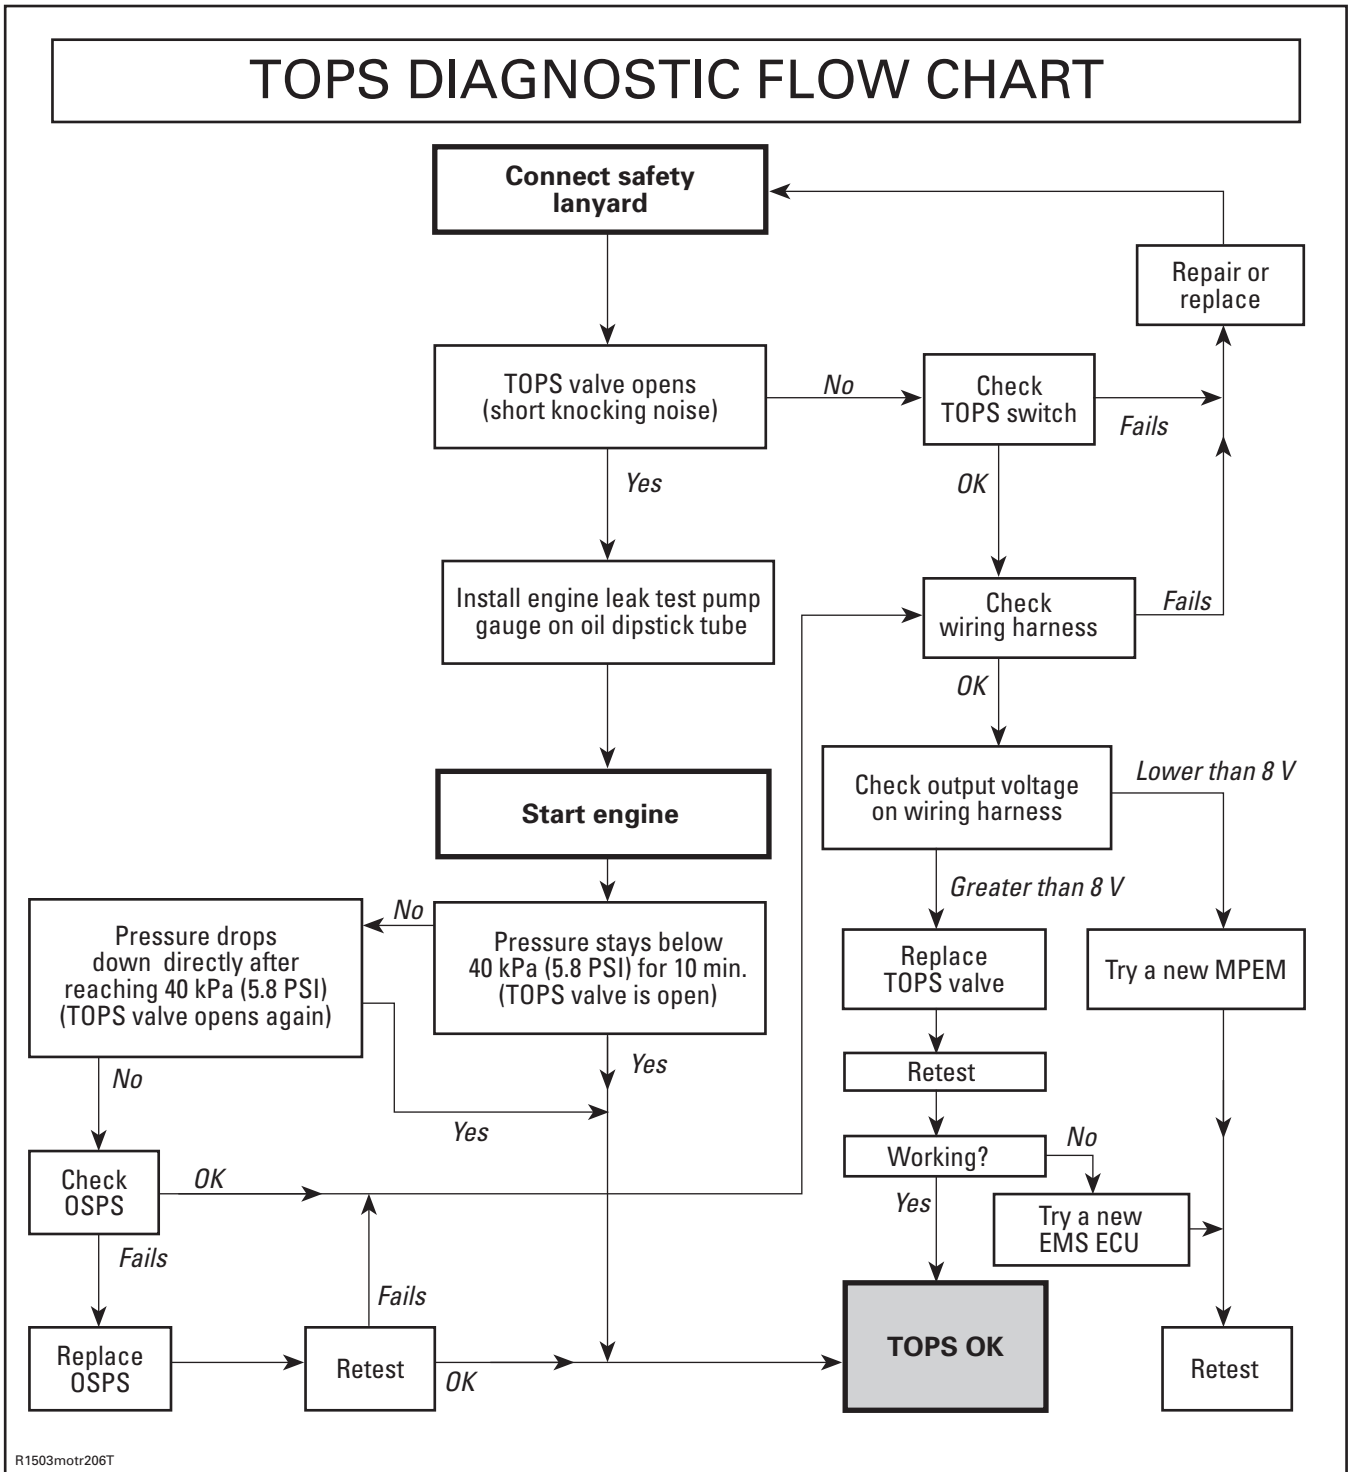 TOPS DIAGNOSTIC FLOW CHART
Connect safety
lanyard
Repair or
replace
TOPS valve opens
(short knocking noise)
No
Check
TOPS switch
Fails
Yes
OK
Install engine leak test pump
gauge on oil dipstick tube
Check
wiring harness
Fails
OK
Start engine
Check output voltage
on wiring harness
Lower than 8 V
Greater than 8 V
No
Pressure drops
down directly after
reaching 40 kPa (5.8 PSI)
(TOPS valve opens again)
Pressure stays below
40 kPa (5.8 PSI) for 10 min.
(TOPS valve is open)
Replace
TOPS valve
Try a new MPEM
No
Yes
Yes
Retest
Working?
No
Check
OSPS
OK
Yes
Try a new
EMS ECU
Fails
Fails
Replace
OSPS
Retest
OK
TOPS OK
Retest
R1503motr206T